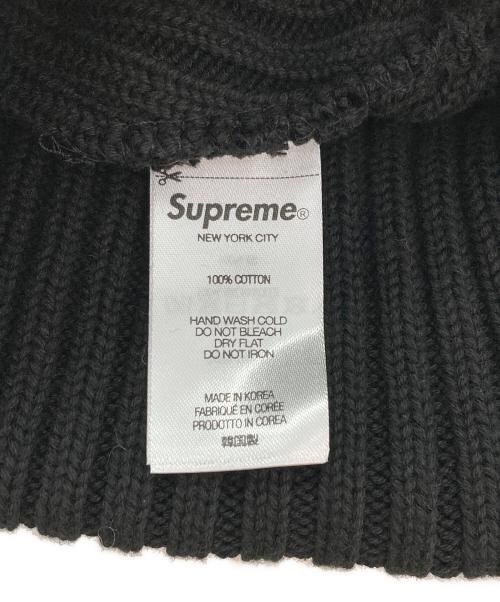 Supreme®
NEW YORK CITY
100% COTTON
HAND WASH COLD
DO NOT BLEACH
DRY FLAT
DO NOT IRON
MADE IN KOREA
FABRIQUÉ EN CORÉE
PRODOTTO IN COREA
韓国製